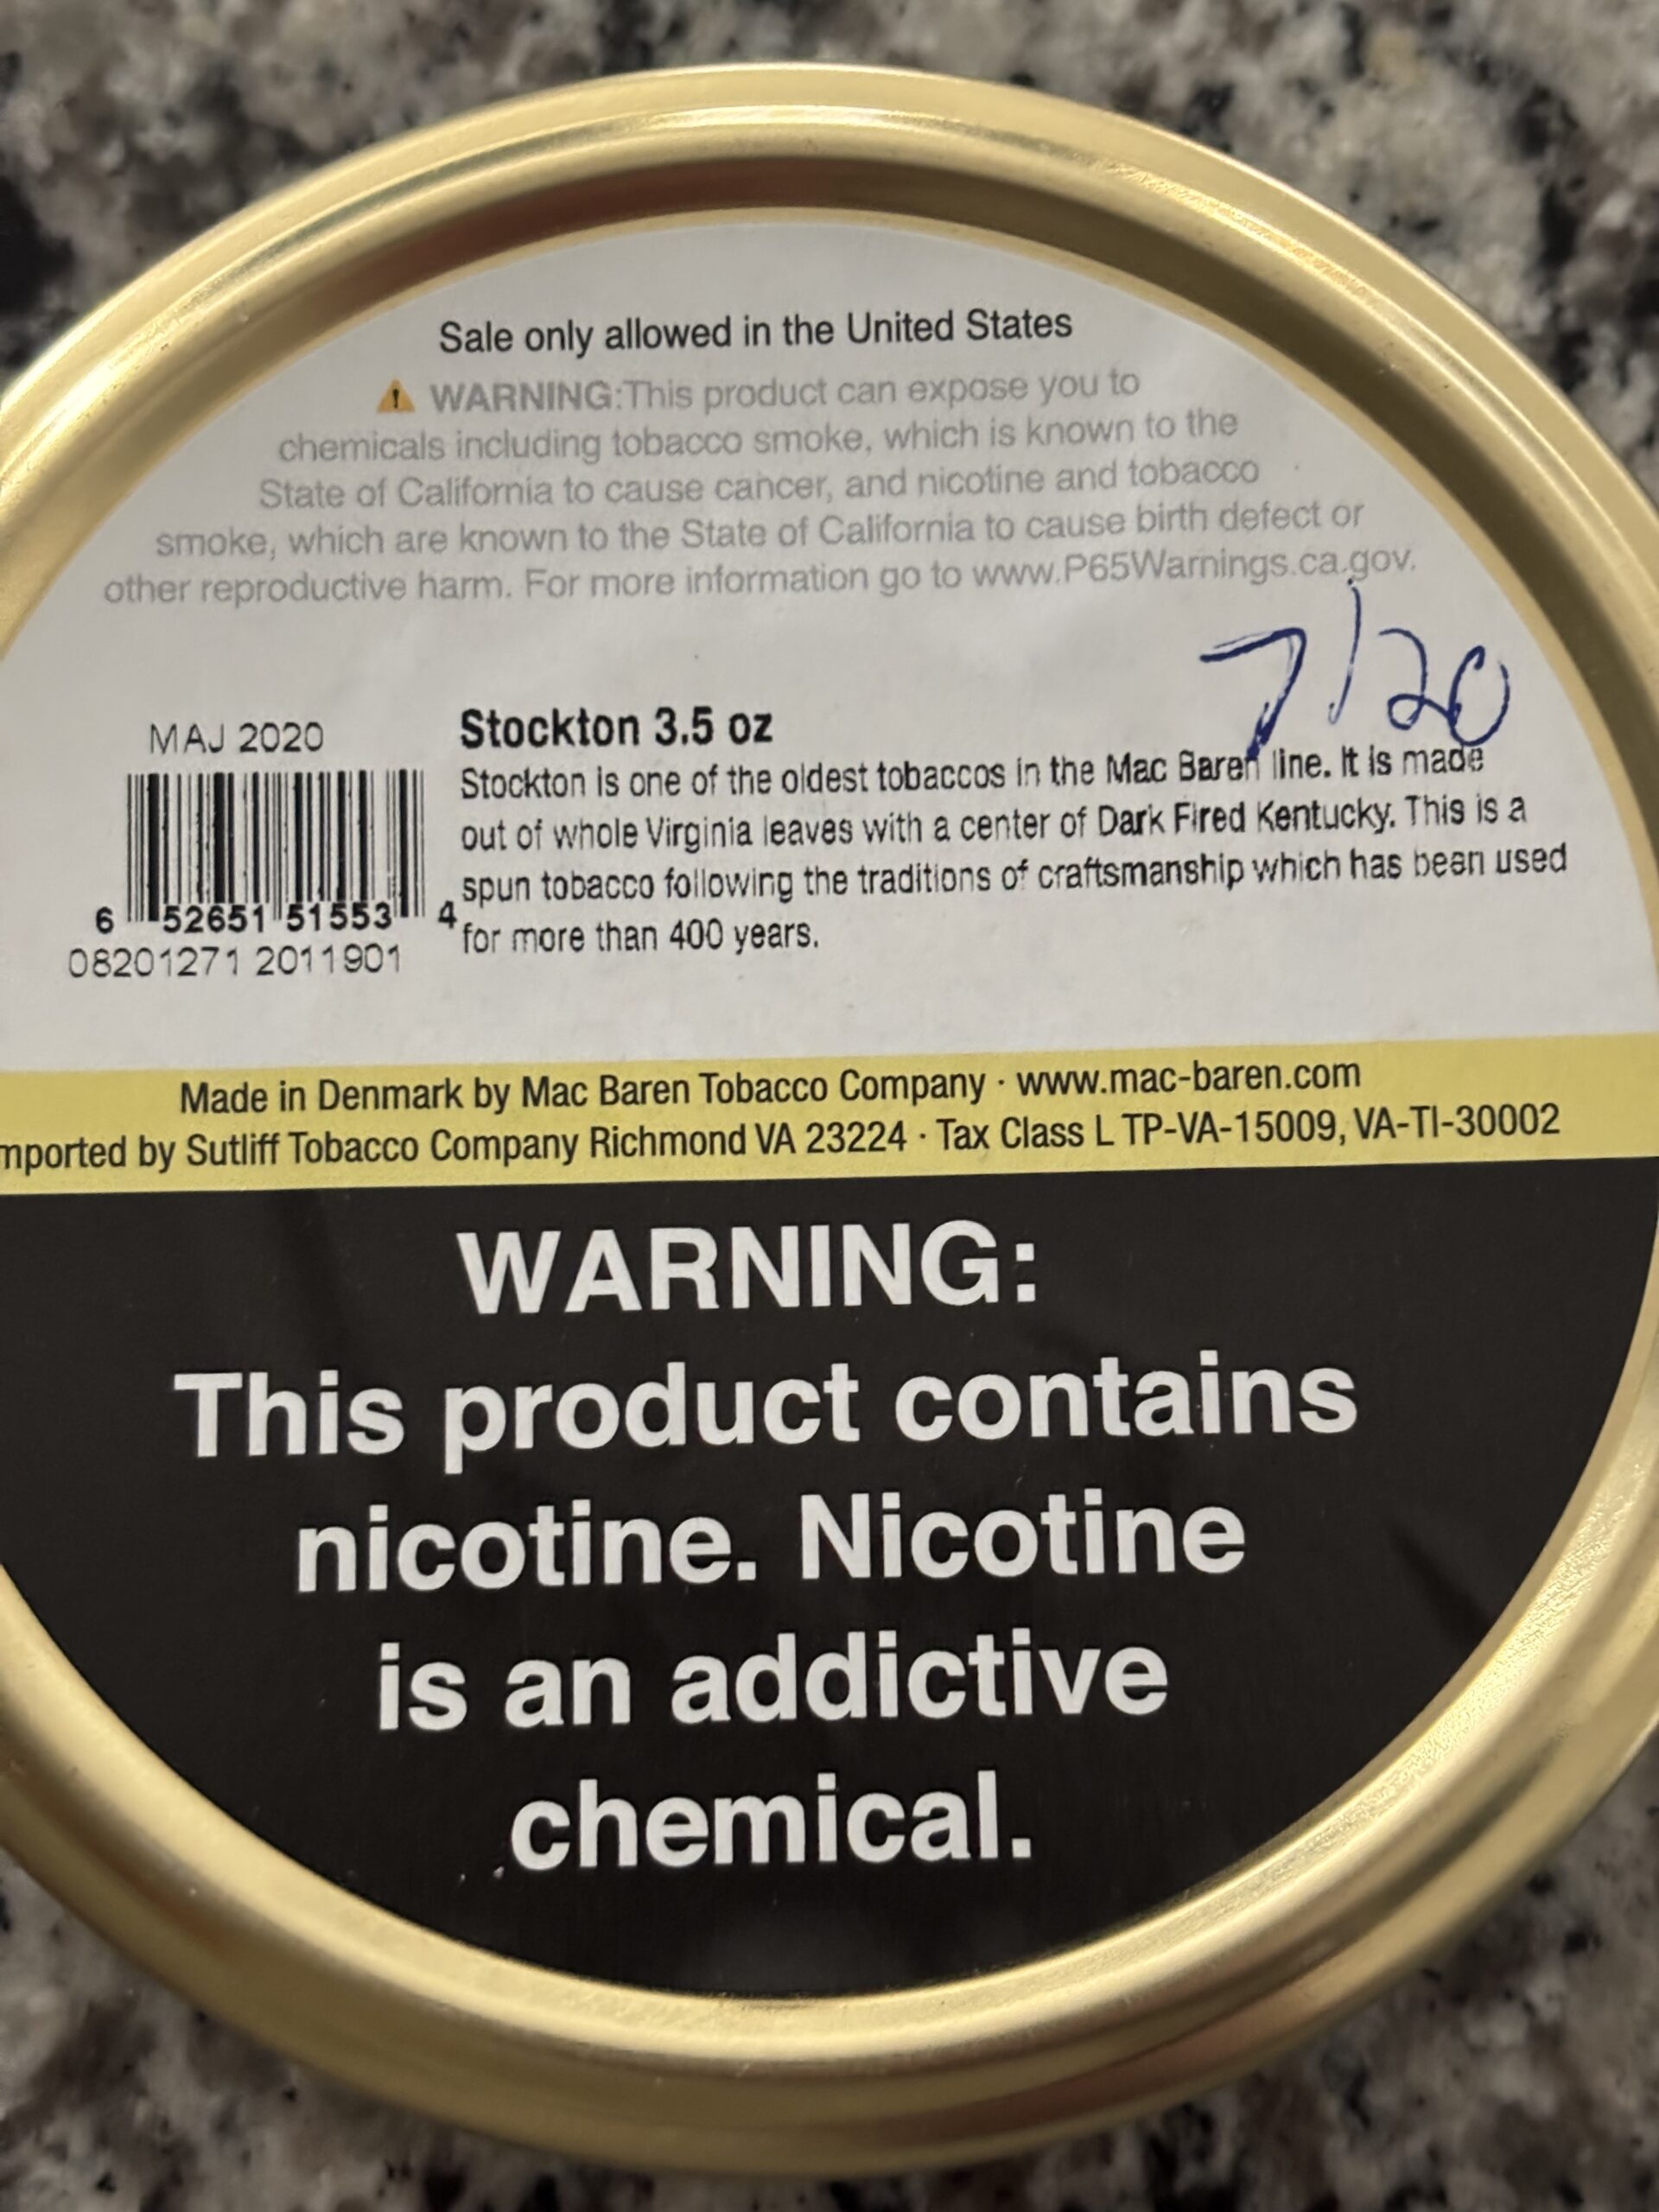 Sale only allowed in the United States
⚠ WARNING:This product can expose you to
chemicals including tobacco smoke, which is known to the
State of California to cause cancer, and nicotine and tobacco
smoke, which are known to the State of California to cause birth defect or
other reproductive harm. For more information go to www.P65Warnings.ca.gov.
7/20
MAJ 2020
6 52651 51553 4
08201271 2011901
Stockton 3.5 oz
Stockton is one of the oldest tobaccos in the Mac Baren line. It is made
out of whole Virginia leaves with a center of Dark Fired Kentucky. This is a
spun tobacco following the traditions of craftsmanship which has been used
for more than 400 years.
Made in Denmark by Mac Baren Tobacco Company · www.mac-baren.com
mported by Sutliff Tobacco Company Richmond VA 23224 · Tax Class L TP-VA-15009, VA-TI-30002
WARNING:
This product contains
nicotine. Nicotine
is an addictive
chemical.